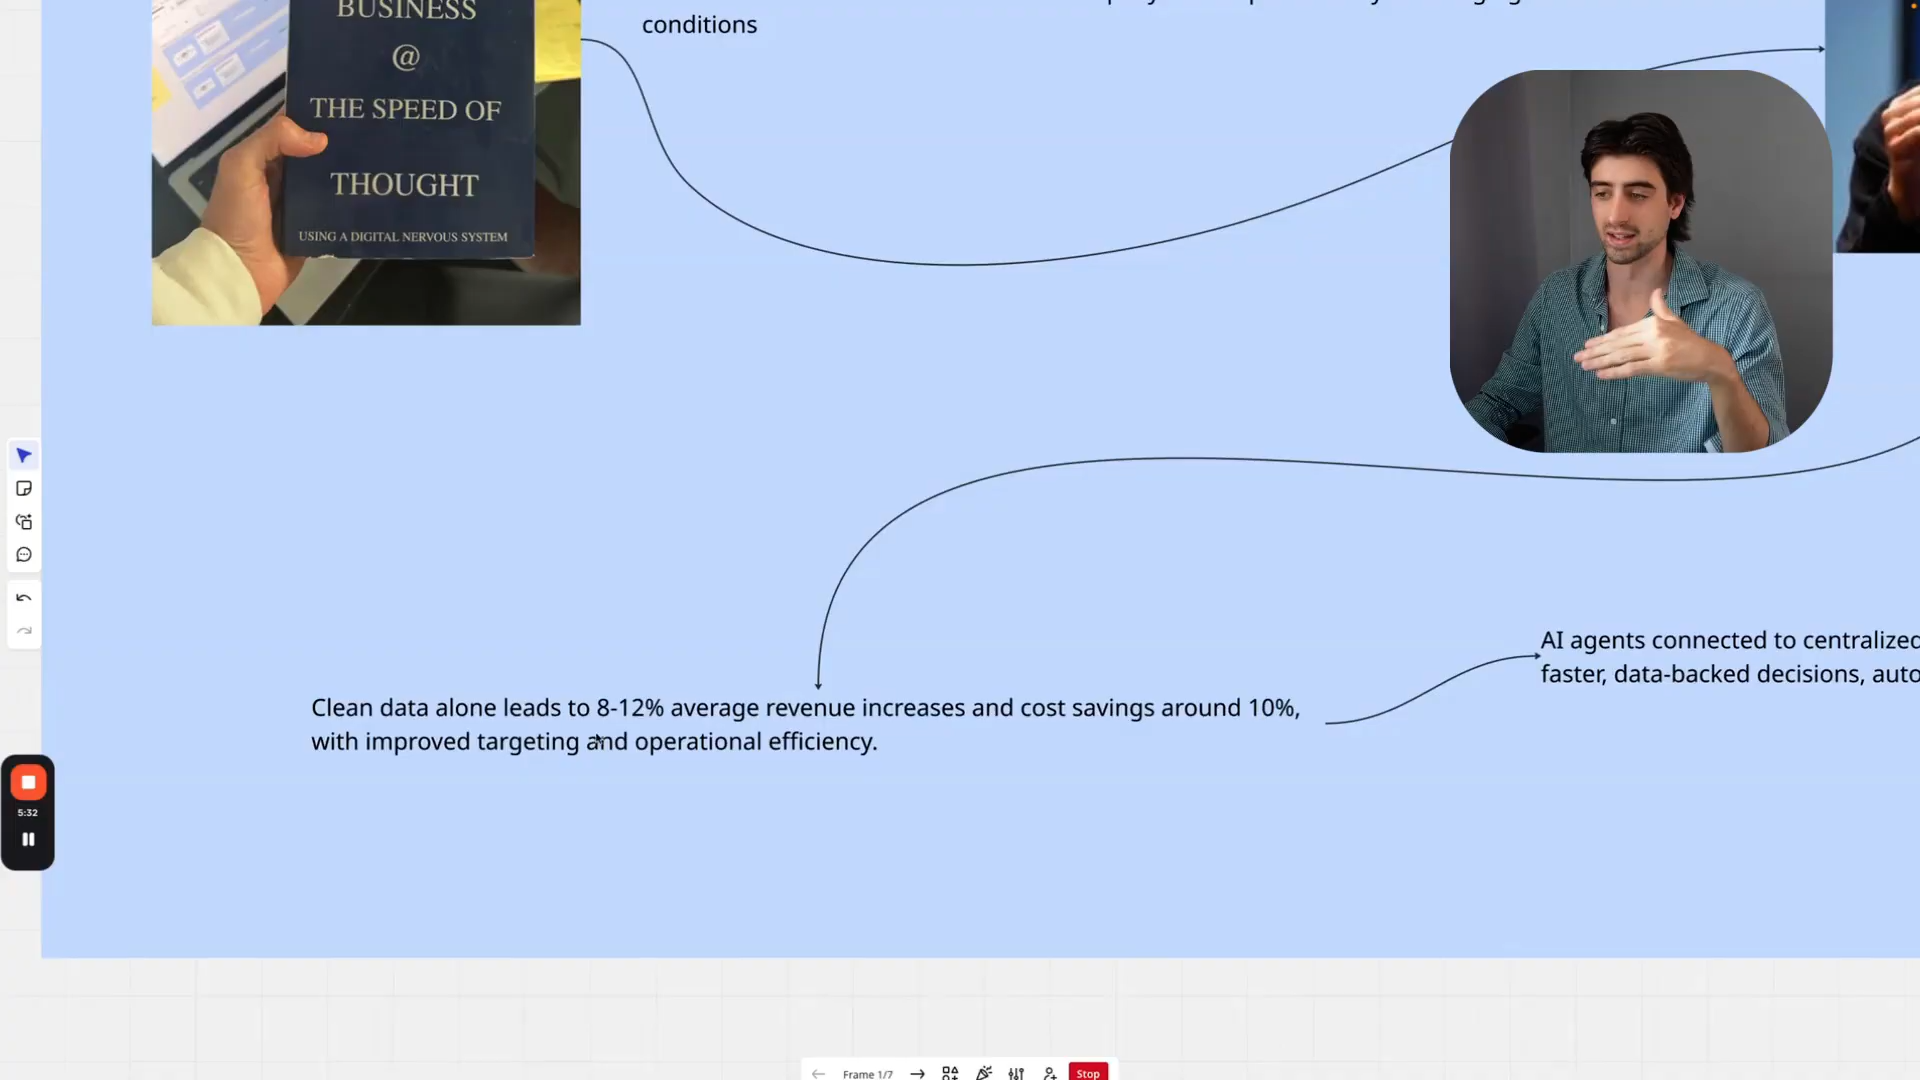 BUSINESS
@
THE SPEED OF
THOUGHT
USING A DIGITAL NERVOUS SYSTEM
conditions
Clean data alone leads to 8-12% average revenue increases and cost savings around 10%,
with improved targeting and operational efficiency.
AI agents connected to centralized
faster, data-backed decisions,
5:32
Frame 1/7
Stop